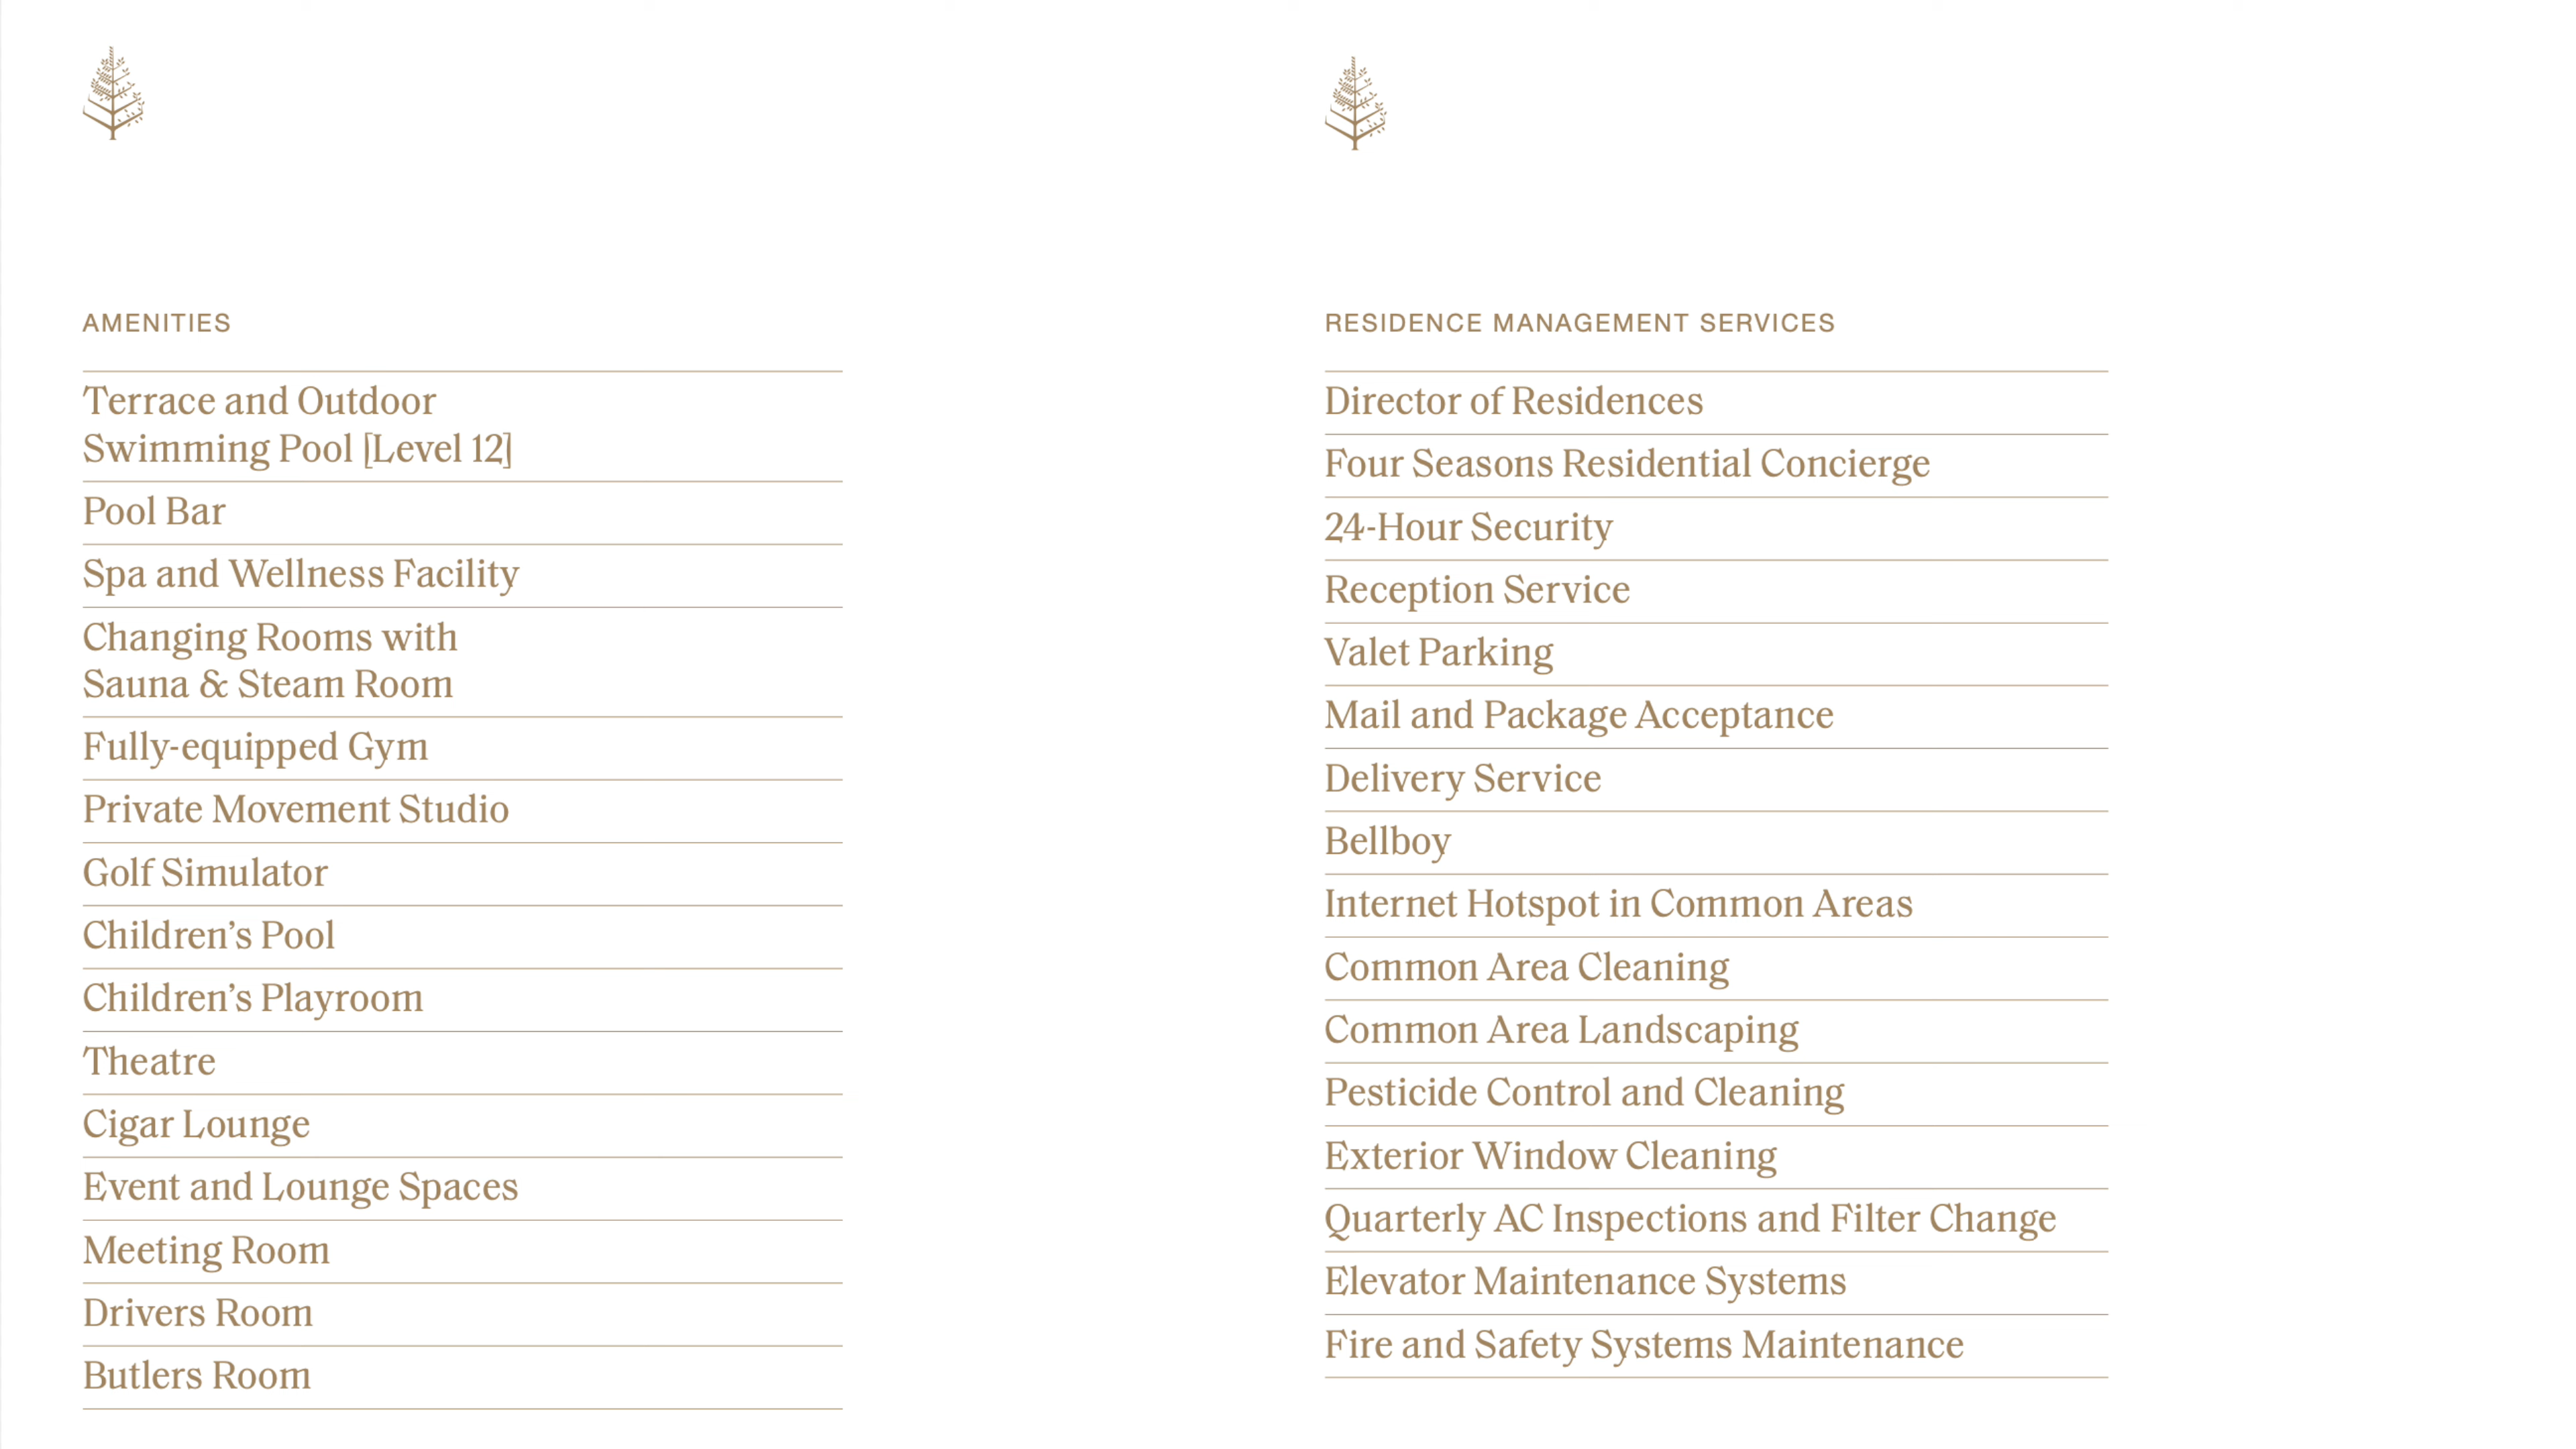 AMENITIES
Terrace and Outdoor
Swimming Pool [Level 12]
Pool Bar
Spa and Wellness Facility
Changing Rooms with
Sauna & Steam Room
Fully-equipped Gym
Private Movement Studio
Golf Simulator
Children’s Pool
Children’s Playroom
Theatre
Cigar Lounge
Event and Lounge Spaces
Meeting Room
Drivers Room
Butlers Room
RESIDENCE MANAGEMENT SERVICES
Director of Residences
Four Seasons Residential Concierge
24-Hour Security
Reception Service
Valet Parking
Mail and Package Acceptance
Delivery Service
Bellboy
Internet Hotspot in Common Areas
Common Area Cleaning
Common Area Landscaping
Pesticide Control and Cleaning
Exterior Window Cleaning
Quarterly AC Inspections and Filter Change
Elevator Maintenance Systems
Fire and Safety Systems Maintenance